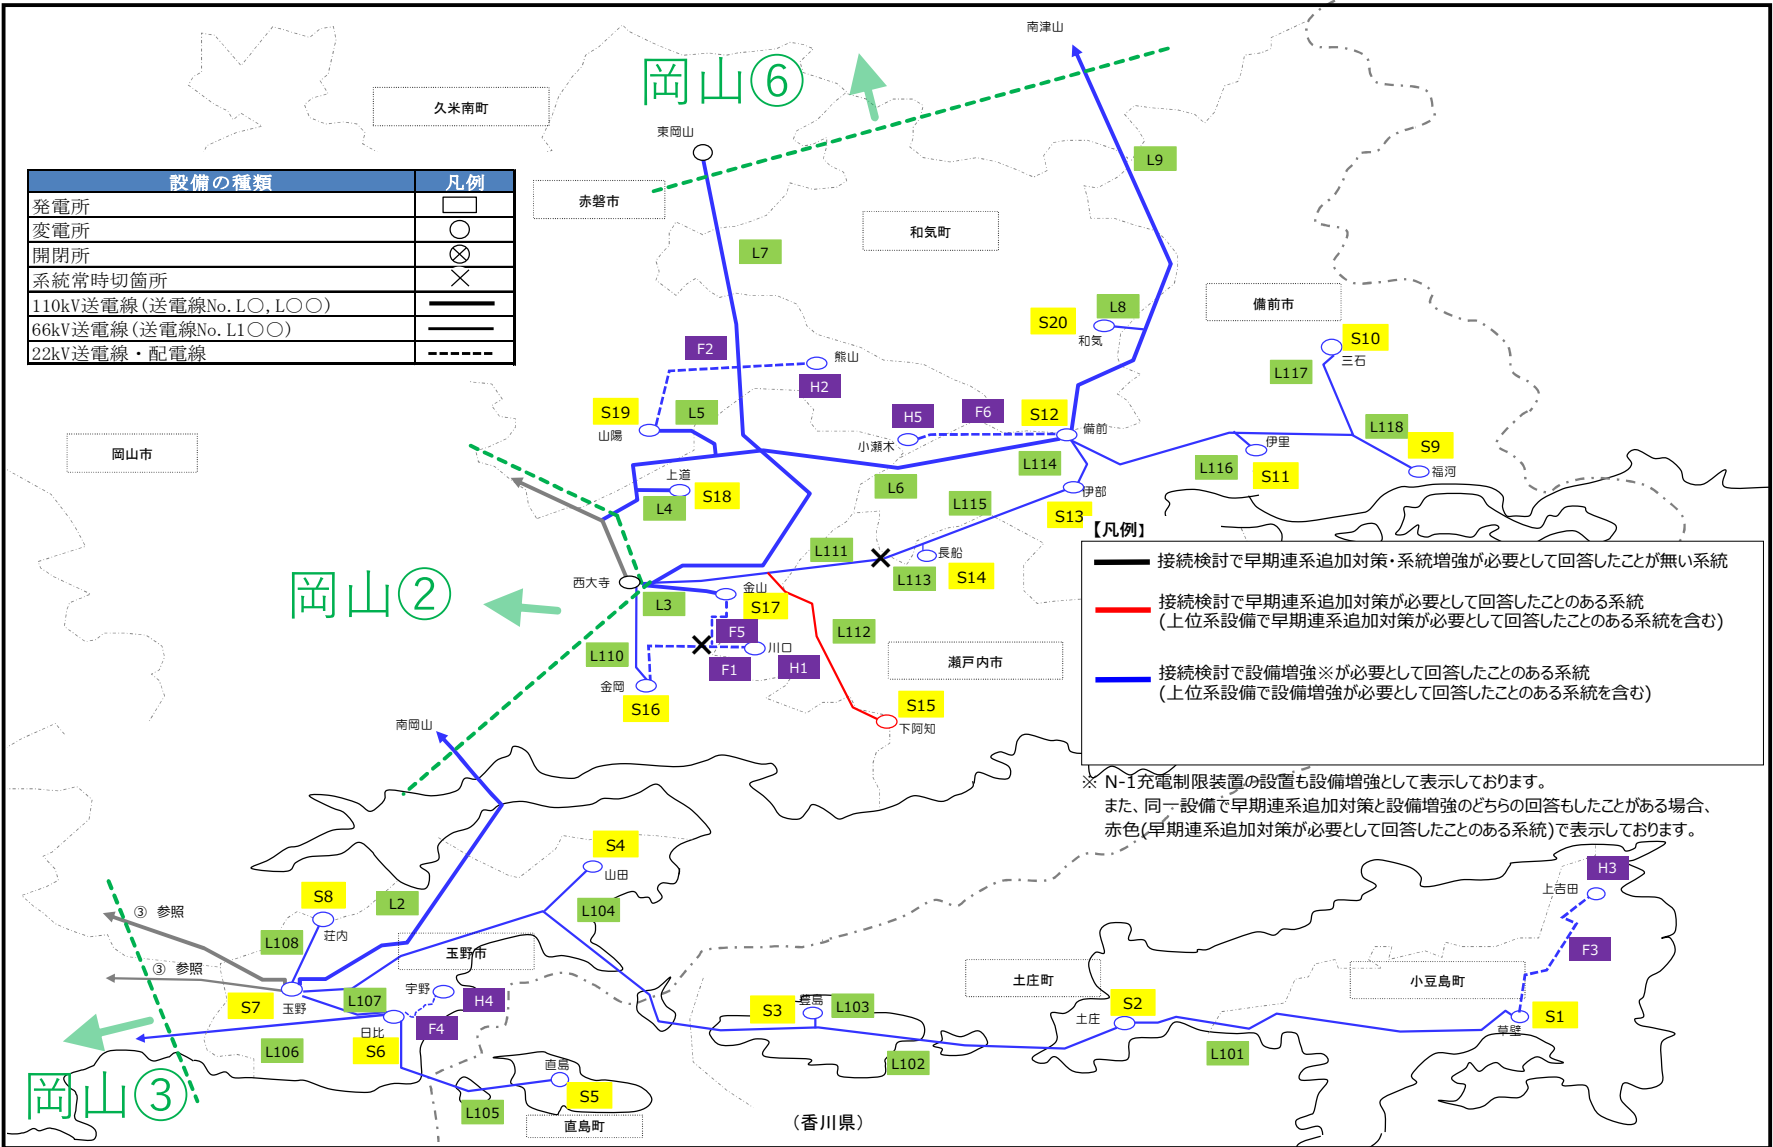 南津山
岡山⑥
久米南町
東岡山
L9
設備の種類 凡例
発電所
変電所
開閉所
系統常時切箇所
110kV送電線(送電線No.L○,L○○)
66kV送電線(送電線No.L1○○)
22kV送電線・配電線
赤磐市
和気町
L7
備前市
L8
S20
和気
S10
三石
F2
熊山
H2
L117
S19
山陽
L5
H5
F6
S12
備前
小瀬木
L118
S9
福河
岡山市
伊里
L116
S11
L114
上道
S18
L4
L6
伊部
L115
S13
【凡例】
接続検討で早期連系追加対策・系統増強が必要として回答したことが無い系統
接続検討で早期連系追加対策が必要として回答したことのある系統
(上位系設備で早期連系追加対策が必要として回答したことのある系統を含む)
接続検討で設備増強※が必要として回答したことのある系統
(上位系設備で設備増強が必要として回答したことのある系統を含む)
L111
長船
L113
S14
岡山②
西大寺
金山
L3
S17
F5
川口
L112
L110
F1
H1
瀬戸内市
金岡
S16
S15
下阿知
南岡山
※ N-1充電制限装置の設置も設備増強として表示しております。
また、同一設備で早期連系追加対策と設備増強のどちらの回答もしたことがある場合、
赤色(早期連系追加対策が必要として回答したことのある系統)で表示しております。
S4
山田
H3
上吉田
S8
L2
L104
③ 参照
荘内
L108
玉野市
F3
③ 参照
土庄町
小豆島町
宇野
H4
S7
玉野
L107
豊島
S3
L103
S2
土庄
S1
草壁
F4
日比
S6
L106
L101
L102
岡山③
直島
S5
L105
直島町
(香川県)